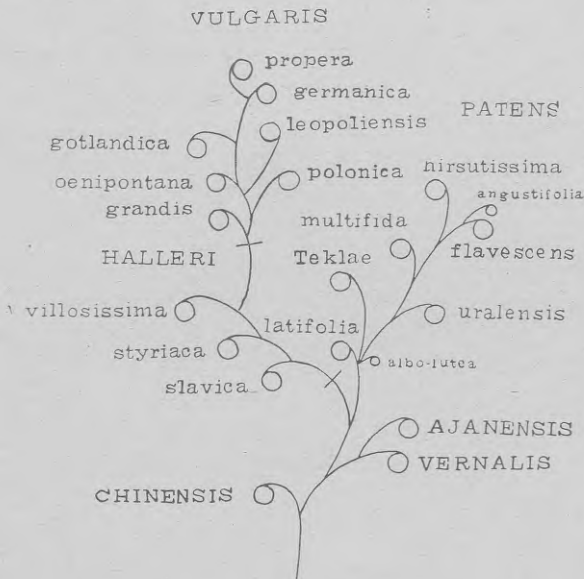 VULGARIS
propera
germanica
PATENS
leopoliensis
gotlandica
nirsutissima
oenipontana
polonica
angustifolia
grandis
multifida
flavescens
HALLERI
Teklae
villosissima
latifolia
uralensis
styriaca
albo-lutea
slavica
AJANENSIS
VERNALIS
CHINENSIS